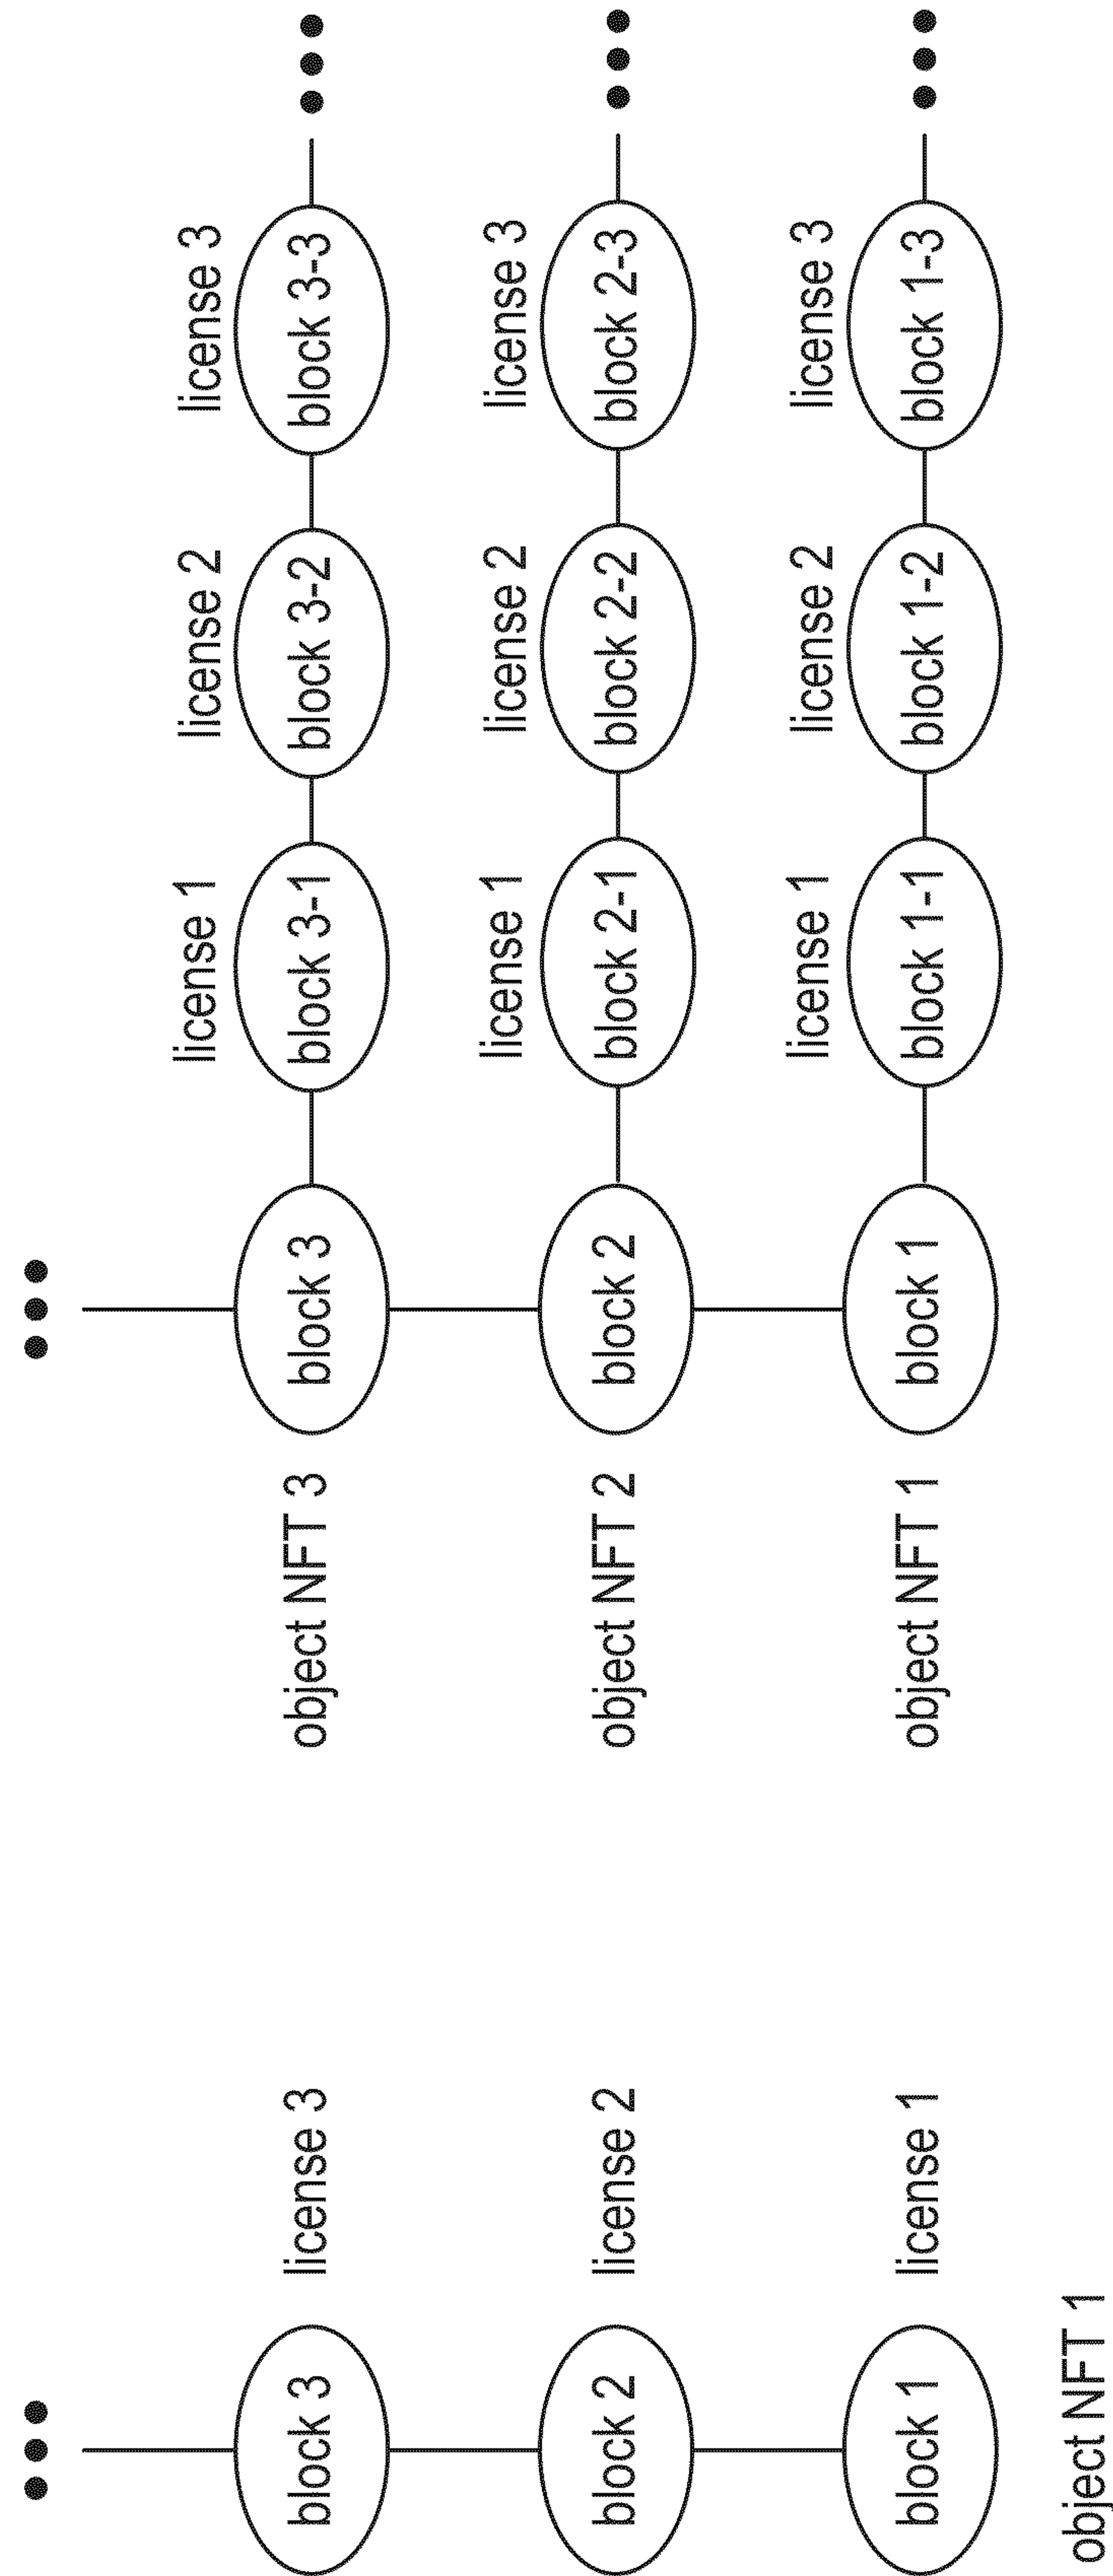 block 3
license 3
block 2
license 2
block 1
license 1
object NFT 1
license 1
license 2
license 3
object NFT 3
block 3
block 3-1
block 3-2
block 3-3
license 1
license 2
license 3
object NFT 2
block 2
block 2-1
block 2-2
block 2-3
license 1
license 2
license 3
object NFT 1
block 1
block 1-1
block 1-2
block 1-3